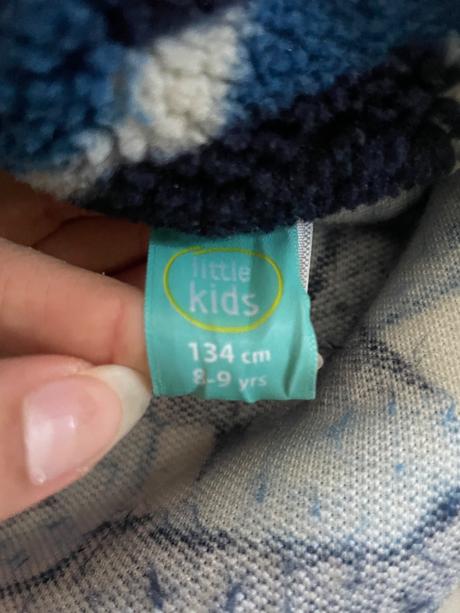 little
kids
134 cm
8-9 yrs